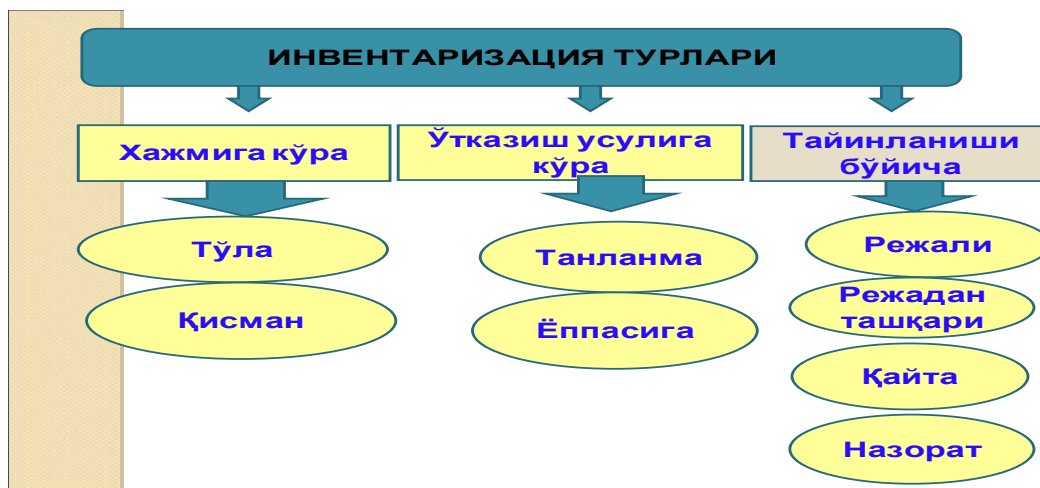 ИНВЕНТАРИЗАЦИЯ ТУРЛАРИ
Хажмига кўра
Тўла
Қисман
Ўтказиш усулига
кўра
Танланма
Ёппасига
Тайинланиши
бўйича
Режали
Режадан
ташқари
Қайта
Назорат